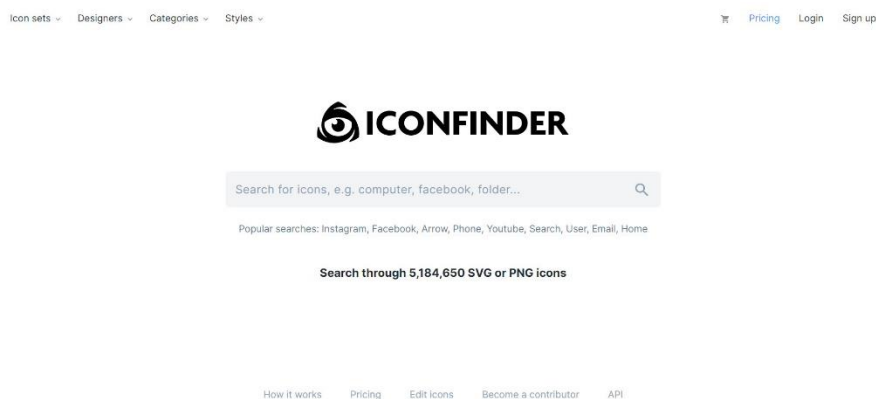 Icon sets Designers Categories Styles Pricing Login Sign up
ICONFINDER
Search for icons, e.g. computer, facebook, folder...
Popular searches: Instagram, Facebook, Arrow, Phone, Youtube, Search, User, Email, Home
Search through 5,184,650 SVG or PNG icons
How it works Pricing Edit icons Become a contributor API